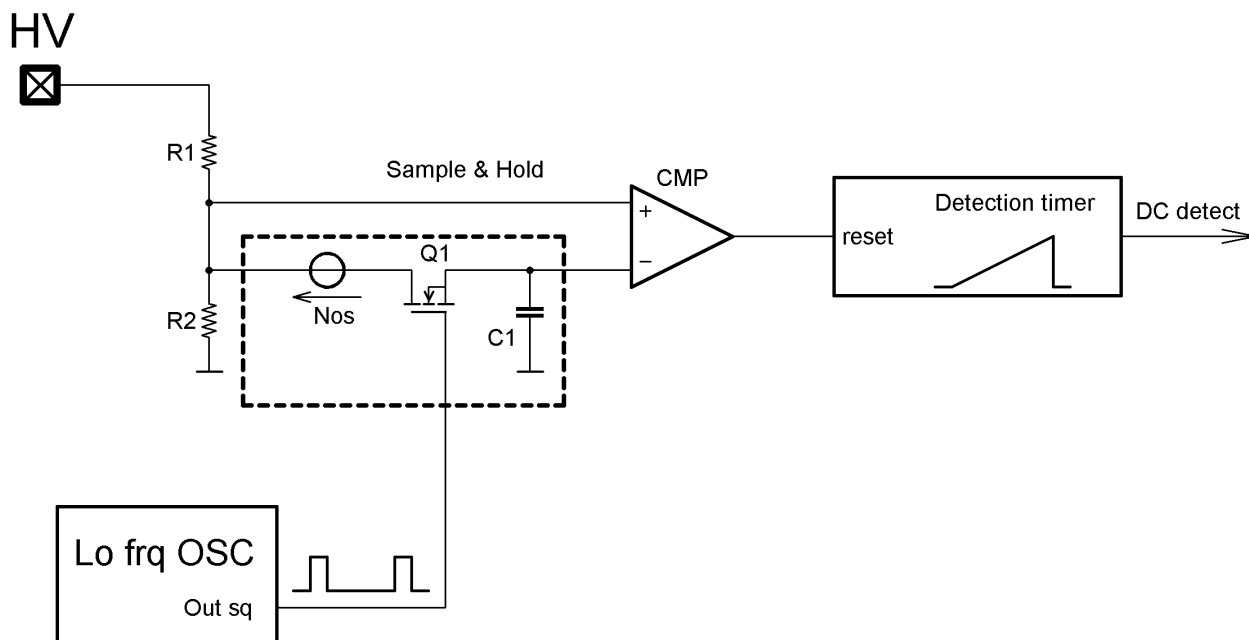 HV
R1
Sample & Hold
CMP
+
Detection timer
DC detect
reset
Q1
−
Nos
R2
C1
Lo frq OSC
Out sq